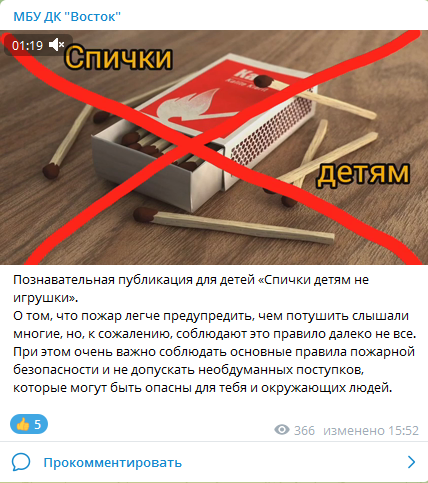 МБУ ДК "Восток"
01:19
Спички
детям
Познавательная публикация для детей «Спички детям не
игрушки».
О том, что пожар легче предупредить, чем потушить слышали
многие, но, к сожалению, соблюдают это правило далеко не все.
При этом очень важно соблюдать основные правила пожарной
безопасности и не допускать необдуманных поступков,
которые могут быть опасны для тебя и окружающих людей.
5
366 изменено 15:52
Прокомментировать